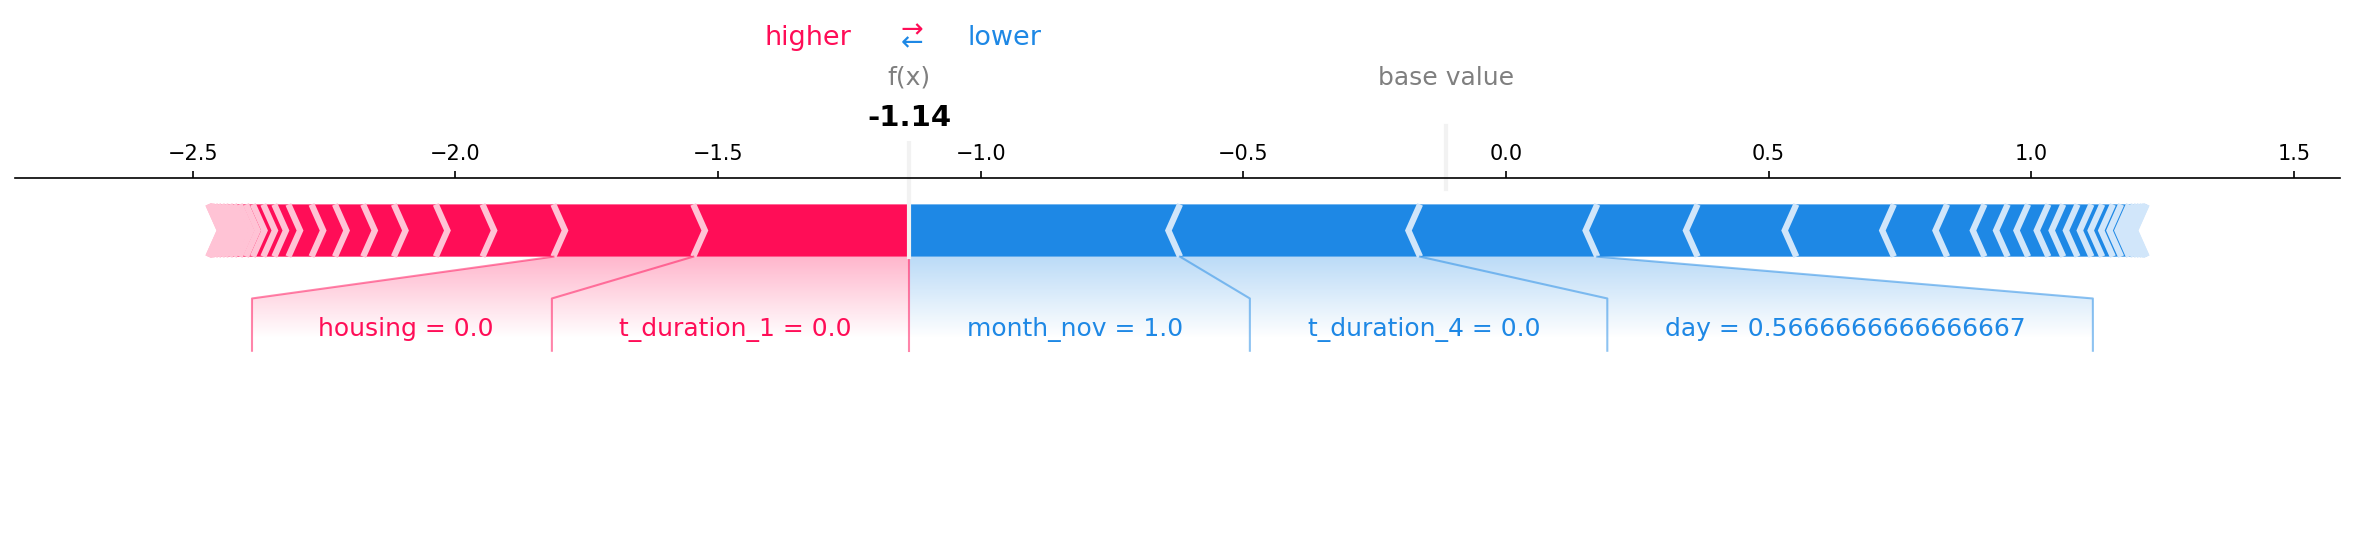 higher ⇄ lower
f(x) base value
-1.14
−2.5 −2.0 −1.5 −1.0 −0.5 0.0 0.5 1.0 1.5
housing = 0.0 t_duration_1 = 0.0 month_nov = 1.0 t_duration_4 = 0.0 day = 0.5666666666666667